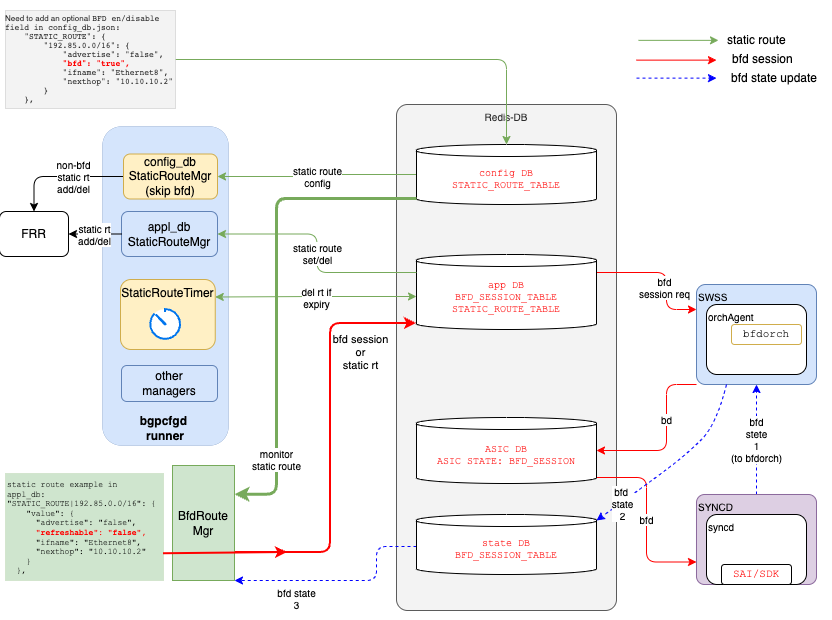 Need to add an optional BFD en/disable
field in config_db.json:
"STATIC_ROUTE": {
"192.85.0.0/16": {
"advertise": "false",
"bfd": "true",
"ifname": "Ethernet8",
"nexthop": "10.10.10.2"
}
},
static route
bfd session
bfd state update
Redis-DB
config DB
STATIC_ROUTE_TABLE
non-bfd
static rt
add/del
config_db
StaticRouteMgr
(skip bfd)
static route
config
FRR
static rt
add/del
appl_db
StaticRouteMgr
static route
set/del
app DB
BFD_SESSION_TABLE
STATIC_ROUTE_TABLE
bfd
session req
SWSS
orchAgent
bfdorch
StaticRouteTimer
del rt if
expiry
bfd session
or
static rt
other
managers
bgpcfgd
runner
monitor
static route
ASIC DB
ASIC STATE: BFD_SESSION
bd
bfd
state
1
(to bfdorch)
static route example in
appl_db:
"STATIC_ROUTE|192.85.0.0/16": {
"value": {
"advertise": "false",
"refreshable": "false",
"ifname": "Ethernet8",
"nexthop": "10.10.10.2"
}
},
BfdRoute
Mgr
bfd
state
2
bfd
state DB
BFD_SESSION_TABLE
SYNCD
syncd
SAI/SDK
bfd state
3